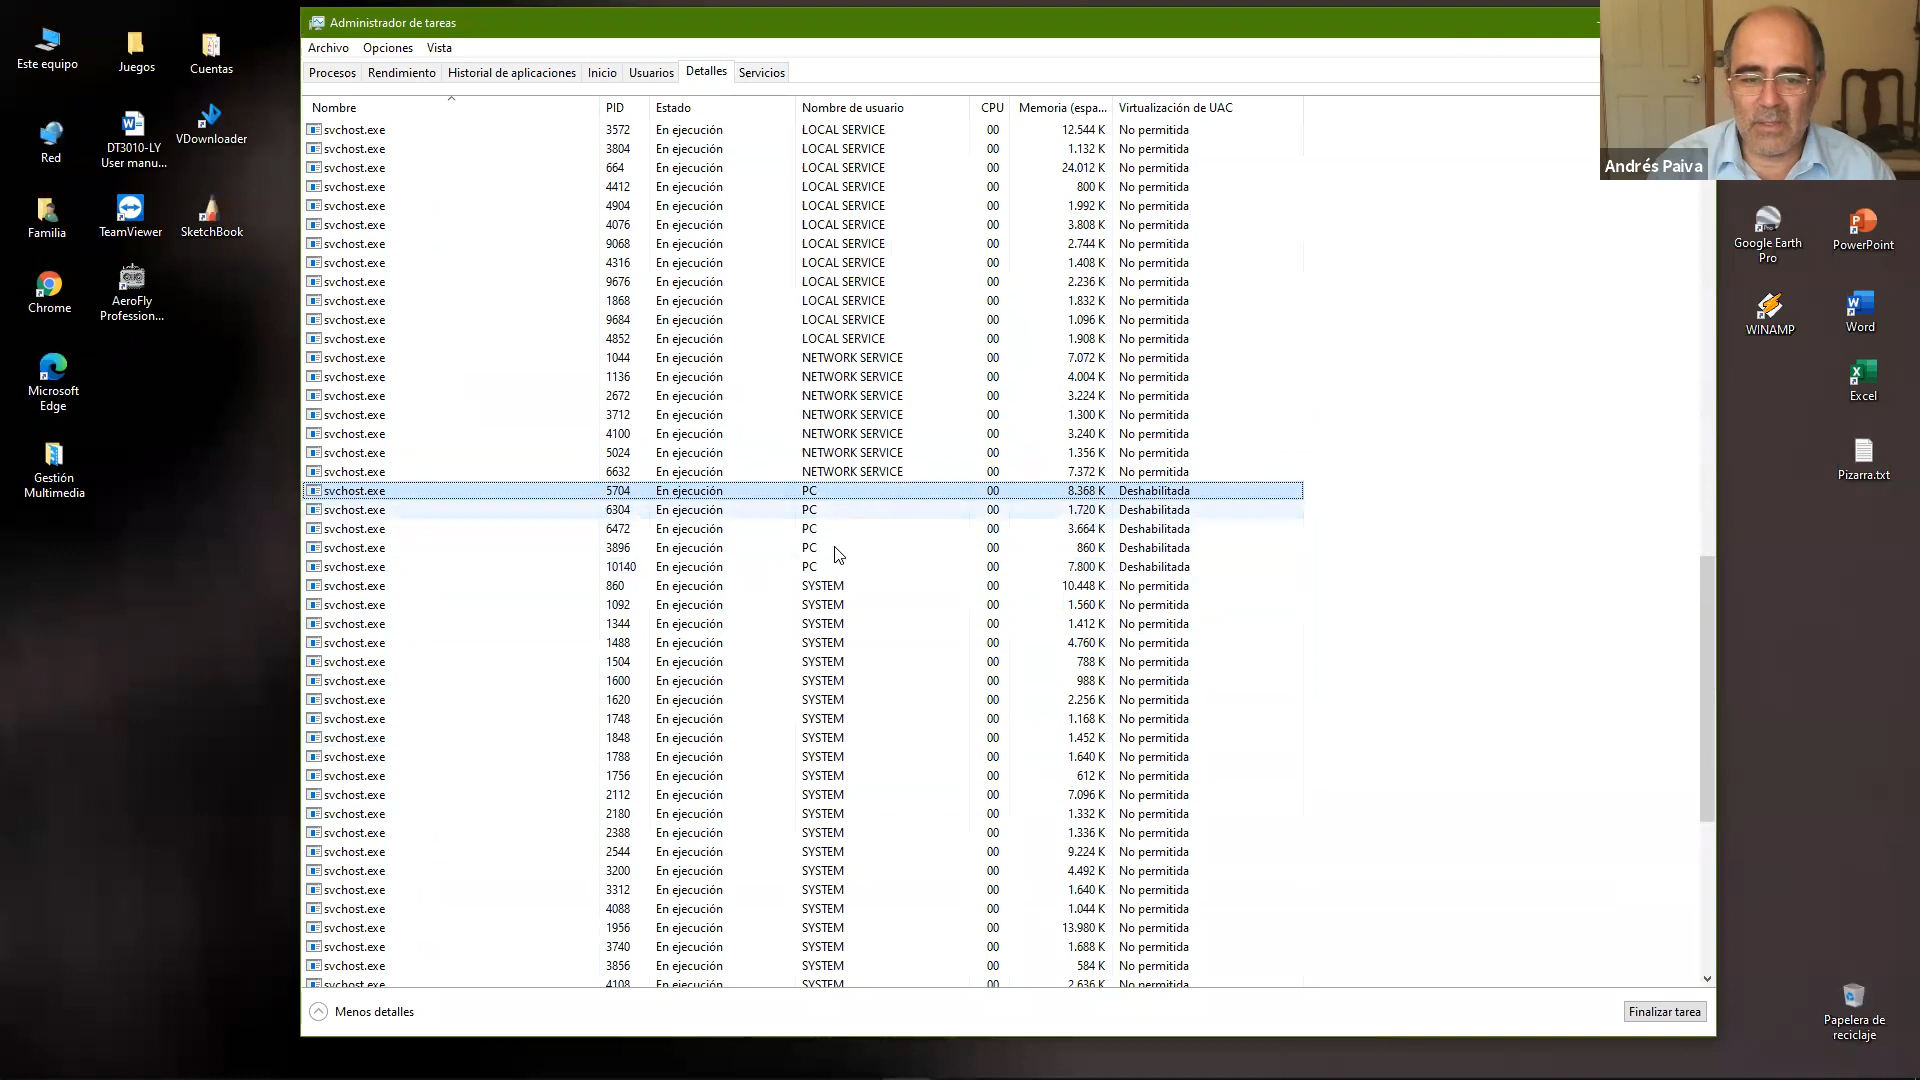 Administrador de tareas
Archivo Opciones Vista
Procesos Rendimiento Historial de aplicaciones Inicio Usuarios Detalles Servicios
Nombre PID Estado Nombre de usuario CPU Memoria (espa... Virtualización de UAC
svchost.exe 3572 En ejecución LOCAL SERVICE 00 12.544 K No permitida
svchost.exe 3804 En ejecución LOCAL SERVICE 00 1.132 K No permitida
svchost.exe 664 En ejecución LOCAL SERVICE 00 24.012 K No permitida
svchost.exe 4412 En ejecución LOCAL SERVICE 00 800 K No permitida
svchost.exe 4904 En ejecución LOCAL SERVICE 00 1.992 K No permitida
svchost.exe 4076 En ejecución LOCAL SERVICE 00 3.808 K No permitida
svchost.exe 9068 En ejecución LOCAL SERVICE 00 2.744 K No permitida
svchost.exe 4316 En ejecución LOCAL SERVICE 00 1.408 K No permitida
svchost.exe 9676 En ejecución LOCAL SERVICE 00 2.236 K No permitida
svchost.exe 1868 En ejecución LOCAL SERVICE 00 1.832 K No permitida
svchost.exe 9684 En ejecución LOCAL SERVICE 00 1.096 K No permitida
svchost.exe 4852 En ejecución LOCAL SERVICE 00 1.908 K No permitida
svchost.exe 1044 En ejecución NETWORK SERVICE 00 7.072 K No permitida
svchost.exe 1136 En ejecución NETWORK SERVICE 00 4.004 K No permitida
svchost.exe 2672 En ejecución NETWORK SERVICE 00 3.224 K No permitida
svchost.exe 3712 En ejecución NETWORK SERVICE 00 1.300 K No permitida
svchost.exe 4100 En ejecución NETWORK SERVICE 00 3.240 K No permitida
svchost.exe 5024 En ejecución NETWORK SERVICE 00 1.356 K No permitida
svchost.exe 6632 En ejecución NETWORK SERVICE 00 7.372 K No permitida
svchost.exe 5704 En ejecución PC 00 8.368 K Deshabilitada
svchost.exe 6304 En ejecución PC 00 1.720 K Deshabilitada
svchost.exe 6472 En ejecución PC 00 3.664 K Deshabilitada
svchost.exe 3896 En ejecución PC 00 860 K Deshabilitada
svchost.exe 10140 En ejecución PC 00 7.800 K Deshabilitada
svchost.exe 860 En ejecución SYSTEM 00 10.448 K No permitida
svchost.exe 1092 En ejecución SYSTEM 00 1.560 K No permitida
svchost.exe 1344 En ejecución SYSTEM 00 1.412 K No permitida
svchost.exe 1488 En ejecución SYSTEM 00 4.760 K No permitida
svchost.exe 1504 En ejecución SYSTEM 00 788 K No permitida
svchost.exe 1600 En ejecución SYSTEM 00 988 K No permitida
svchost.exe 1620 En ejecución SYSTEM 00 2.256 K No permitida
svchost.exe 1748 En ejecución SYSTEM 00 1.168 K No permitida
svchost.exe 1848 En ejecución SYSTEM 00 1.452 K No permitida
svchost.exe 1788 En ejecución SYSTEM 00 1.640 K No permitida
svchost.exe 1756 En ejecución SYSTEM 00 612 K No permitida
svchost.exe 2112 En ejecución SYSTEM 00 7.096 K No permitida
svchost.exe 2180 En ejecución SYSTEM 00 1.332 K No permitida
svchost.exe 2388 En ejecución SYSTEM 00 1.336 K No permitida
svchost.exe 2544 En ejecución SYSTEM 00 9.224 K No permitida
svchost.exe 3200 En ejecución SYSTEM 00 4.492 K No permitida
svchost.exe 3312 En ejecución SYSTEM 00 1.640 K No permitida
svchost.exe 4088 En ejecución SYSTEM 00 1.044 K No permitida
svchost.exe 1956 En ejecución SYSTEM 00 13.980 K No permitida
svchost.exe 3740 En ejecución SYSTEM 00 1.688 K No permitida
svchost.exe 3856 En ejecución SYSTEM 00 584 K No permitida
svchost.exe 4108 En ejecución SYSTEM 00 2.636 K No permitida
Menos detalles
Finalizar tarea
Este equipo
Juegos
Cuentas
Red
DT3010-LY
User manu...
VDownloader
Familia
TeamViewer
SketchBook
Chrome
AeroFly
Profession...
Microsoft
Edge
Gestión
Multimedia
Andrés Paiva
Google Earth
Pro
PowerPoint
WINAMP
Word
Excel
Pizarra.txt
Papelera de
reciclaje